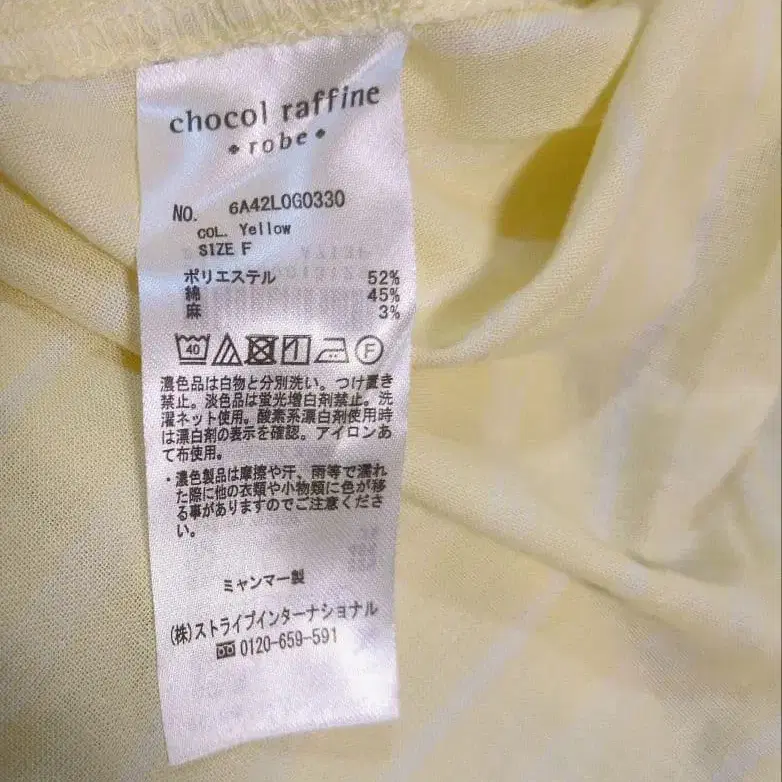 chocol raffine
robe
NO. 6A42L0G0330
COL. Yellow
SIZE F
ポリエステル 52%
綿 45%
麻 3%
40 F
濃色品は白物と分別洗い。つけ置き
禁止。淡色品は蛍光増白剤禁止。洗
濯ネット使用。酸素系漂白剤使用時
は漂白剤の表示を確認。アイロンあ
て布使用。
・濃色製品は摩擦や汗、雨等で濡れ
た際に他の衣類や小物類に色が移
る事がありますのでご注意くださ
い。
ミャンマー製
(株)ストライプインターナショナル
0120-659-591